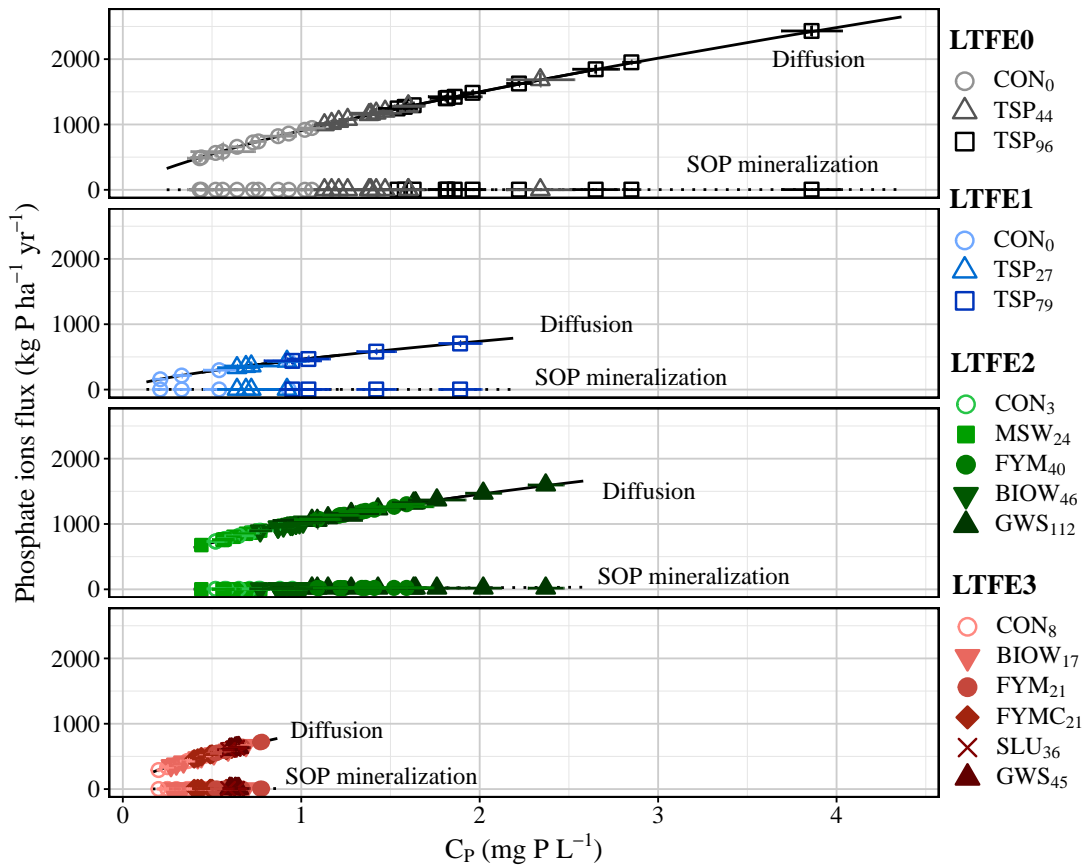 Phosphate ions flux (kg P ha⁻¹ yr⁻¹)
2000
1000
0
Diffusion
SOP mineralization
2000
1000
0
Diffusion
SOP mineralization
2000
1000
0
Diffusion
SOP mineralization
2000
1000
0
Diffusion
SOP mineralization
0 1 2 3 4
C_P (mg P L⁻¹)
LTFE0
CON₀
TSP₄₄
TSP₉₆
LTFE1
CON₀
TSP₂₇
TSP₇₉
LTFE2
CON₃
MSW₂₄
FYM₄₀
BIOW₄₆
GWS₁₁₂
LTFE3
CON₈
BIOW₁₇
FYM₂₁
FYMC₂₁
SLU₃₆
GWS₄₅